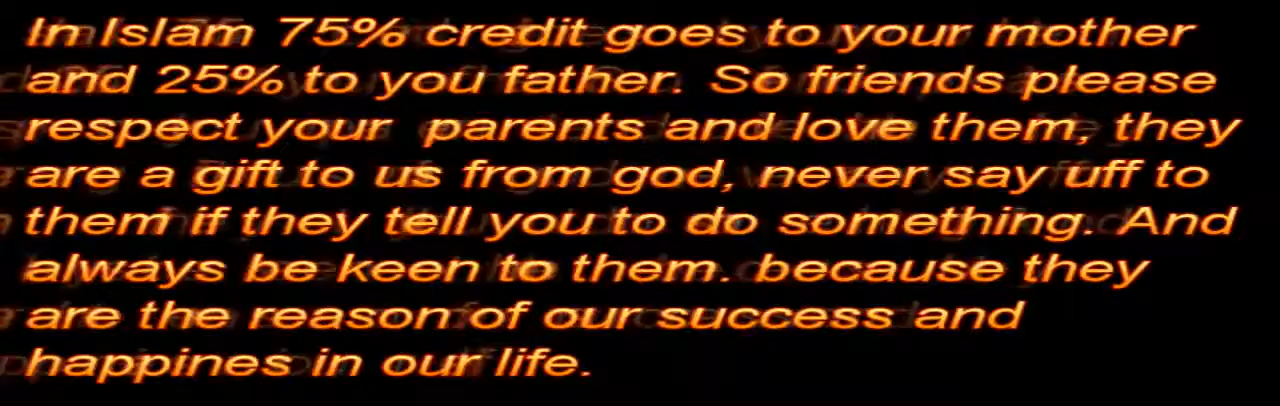 In Islam 75% credit goes to your mother
and 25% to you father. So friends please
respect your parents and love them, they
are a gift to us from god, never say uff to
them if they tell you to do something. And
always be keen to them. because they
are the reason of our success and
happines in our life.